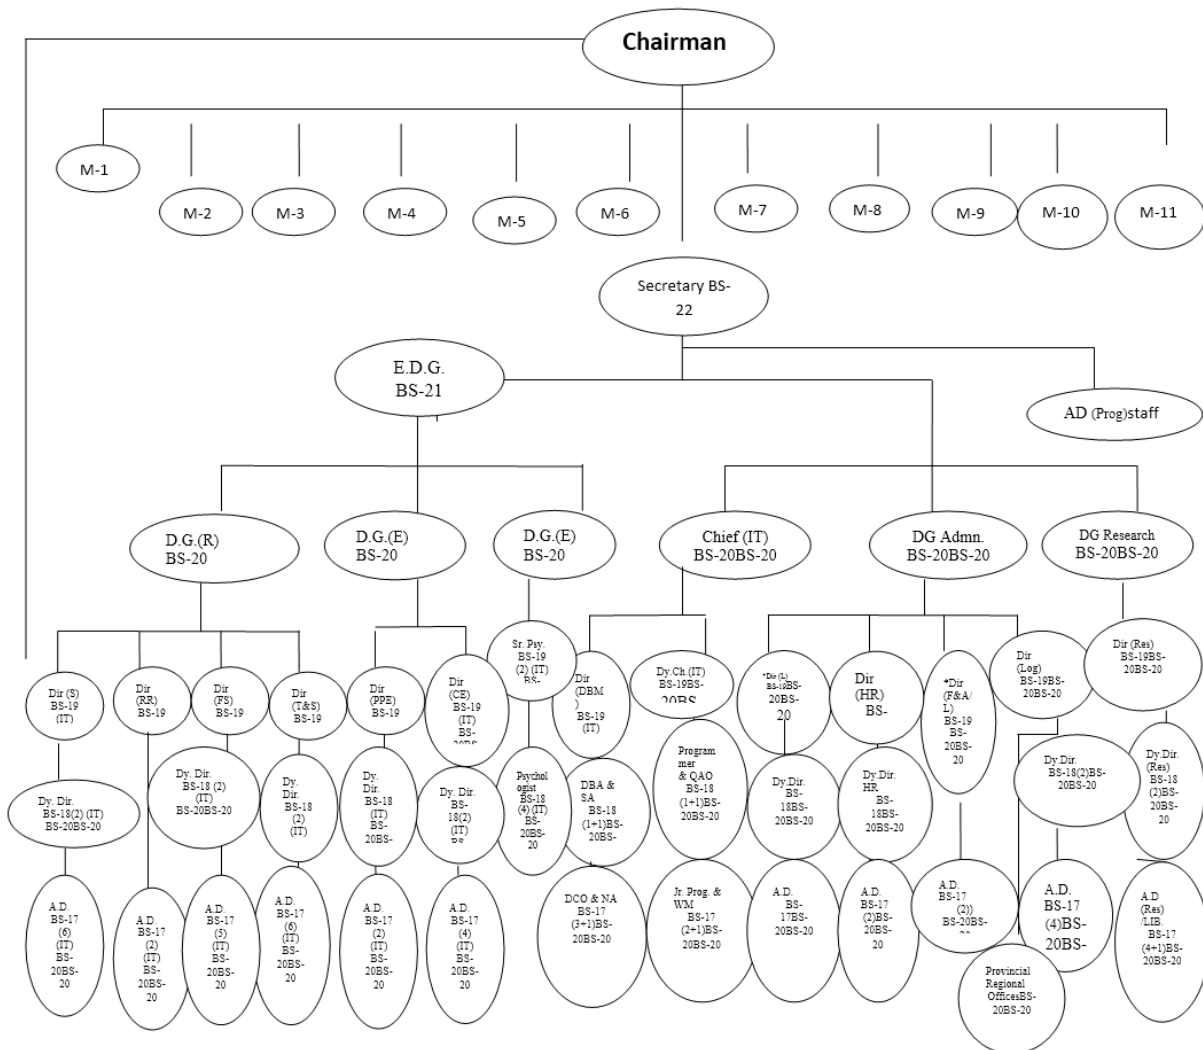 Chairman
M-1
M-2
M-3
M-4
M-5
M-6
M-7
M-8
M-9
M-10
M-11
Secretary BS-
22
E.D.G.
BS-21
AD (Prog)staff
D.G.(R)
BS-20
D.G.(E)
BS-20
D.G.(E)
BS-20
Chief (IT)
BS-20BS-20
DG Admn.
BS-20BS-20
DG Research
BS-20BS-20
Dir (S)
BS-19
(IT)
Dir
(RR)
BS-19
Dir
(FS)
BS-19
Dir
(T&S)
BS-19
Dir
(PPE)
BS-19
Dir
(CE)
BS-19
(IT)
BS-
Sr. Psy.
BS-19
(2) (IT)
BS-
Dir
(DBM
)
BS-19
(IT)
Dy.Ch.(IT)
BS-19BS-
20BS
*Dir (L)
BS-19BS-
20BS-
20
Dir
(HR)
BS-
*Dir
(F&A/
L)
BS-19
BS-
20BS-
20
Dir
(Log)
BS-19BS-
20BS-20
Dir (Res)
BS-19BS-
20BS-20
Dy. Dir.
BS-18(2) (IT)
BS-20BS-20
Dy. Dir.
BS-18 (2)
(IT)
BS-20BS-20
Dy.
Dir.
BS-18
(2)
(IT)
Dy.
Dir.
BS-18
(IT)
BS-
20BS-
Dy. Dir.
BS-
18(2)
(IT)
BS-
Psychol
ogist
BS-18
(4) (IT)
BS-
20BS-
20
DBA &
SA
BS-18
(1+1)BS-
20BS-
Program
mer
& QAO
BS-18
(1+1)BS-
20BS-20
Dy.Dir.
BS-
18BS-
20BS-20
Dy.Dir.
HR
BS-
18BS-
20BS-20
Dy.Dir.
BS-18(2)BS-
20BS-20
Dy.Dir.
(Res)
BS-18
(2)BS-
20BS-
20
A.D.
BS-17
(6)
(IT)
BS-
20BS-
20
A.D.
BS-17
(2) (IT)
BS-
20BS-
20
A.D.
BS-17
(5)
(IT)
BS-
20BS-
20
A.D.
BS-17
(6)
(IT)
BS-
20BS-
20
A.D.
BS-17
(2)
(IT)
BS-
20BS-
20
A.D.
BS-17
(4)
(IT)
BS-
20BS-
20
DCO & NA
BS-17
(3+1)BS-
20BS-20
Jr. Prog. &
WM
BS-17
(2+1)BS-
20BS-20
A.D.
BS-
17BS-
20BS-20
A.D.
BS-17
(2)BS-
20BS-
20
A.D.
BS-17
(2))
BS-20BS-
A.D.
BS-17
(4)BS-
20BS-
A.D
(Res)
/LIB.
BS-17
(4+1)BS-
20BS-20
Provincial
Regional
OfficesBS-
20BS-20